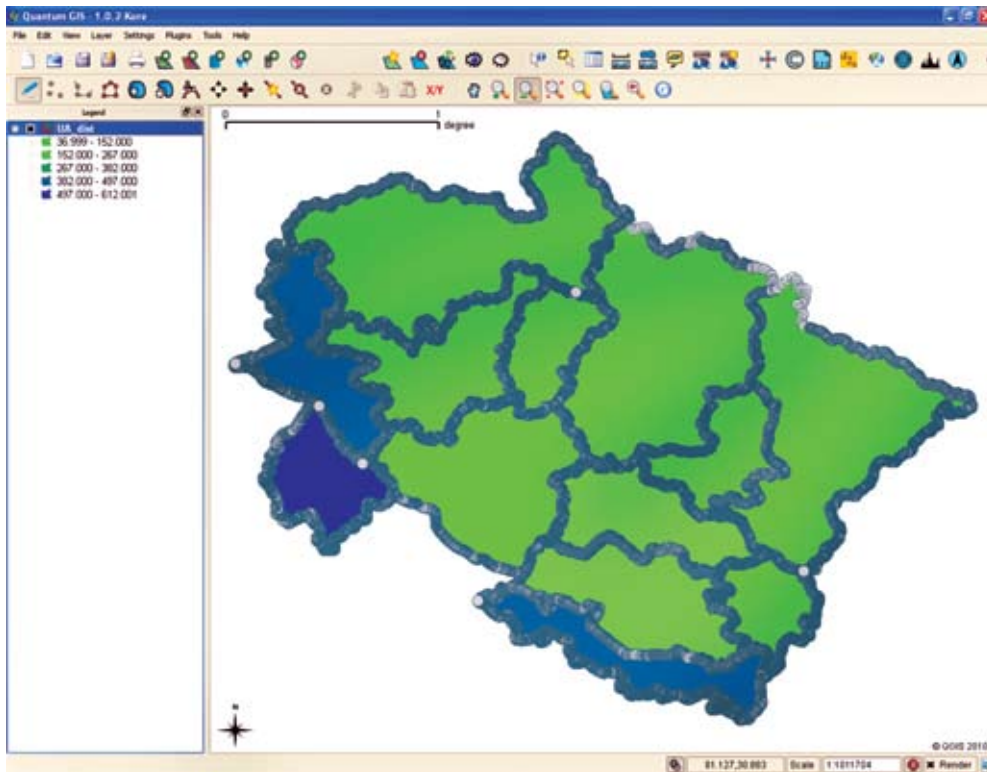 Quantum GIS - 1.0.2 Kore
File Edit View Layer Settings Plugins Tools Help
X/Y
Legend
UA_dist
36.999 - 152.000
152.000 - 267.000
267.000 - 382.000
382.000 - 497.000
497.000 - 612.001
0 1
degree
N
© QGIS 2010
81.127,30.883 Scale 1:1011704 Render